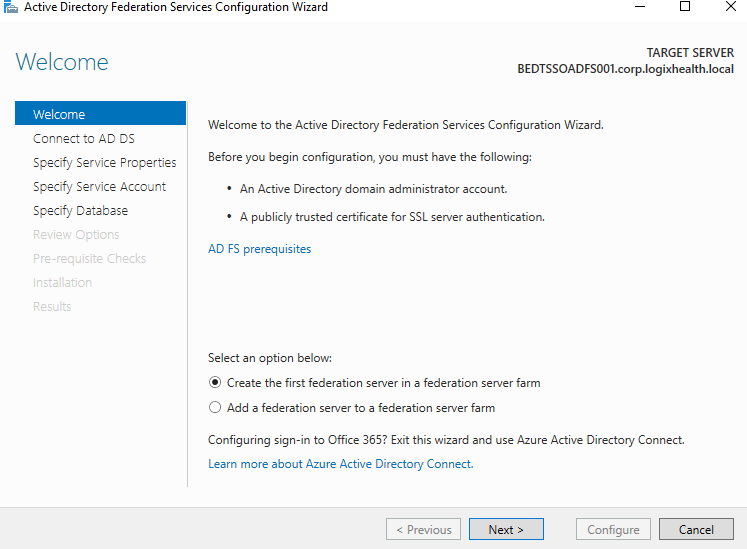 Active Directory Federation Services Configuration Wizard
Welcome
TARGET SERVER
BEDTSSOADFS001.corp.logixhealth.local
Welcome
Connect to AD DS
Specify Service Properties
Specify Service Account
Specify Database
Review Options
Pre-requisite Checks
Installation
Results
Welcome to the Active Directory Federation Services Configuration Wizard.
Before you begin configuration, you must have the following:
• An Active Directory domain administrator account.
• A publicly trusted certificate for SSL server authentication.
AD FS prerequisites
Select an option below:
Create the first federation server in a federation server farm
Add a federation server to a federation server farm
Configuring sign-in to Office 365? Exit this wizard and use Azure Active Directory Connect.
Learn more about Azure Active Directory Connect.
< Previous
Next >
Configure
Cancel